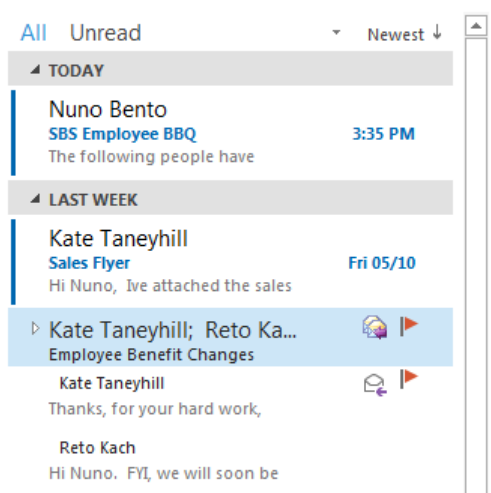 All Unread Newest
TODAY
Nuno Bento
SBS Employee BBQ 3:35 PM
The following people have
LAST WEEK
Kate Taneyhill
Sales Flyer Fri 05/10
Hi Nuno, Ive attached the sales
Kate Taneyhill; Reto Ka...
Employee Benefit Changes
Kate Taneyhill
Thanks, for your hard work,
Reto Kach
Hi Nuno. FYI, we will soon be